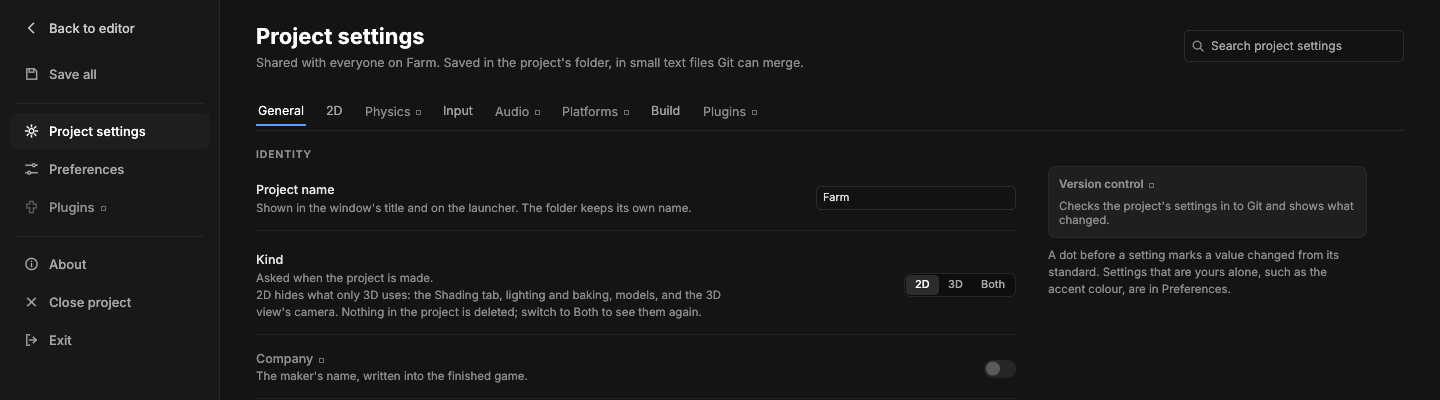 Back to editor
Save all
Project settings
Preferences
Plugins
About
Close project
Exit
Project settings
Shared with everyone on Farm. Saved in the project's folder, in small text files Git can merge.
Search project settings
General 2D Physics Input Audio Platforms Build Plugins
IDENTITY
Project name
Shown in the window's title and on the launcher. The folder keeps its own name.
Farm
Kind
Asked when the project is made.
2D hides what only 3D uses: the Shading tab, lighting and baking, models, and the 3D
view's camera. Nothing in the project is deleted; switch to Both to see them again.
2D 3D Both
Company
The maker's name, written into the finished game.
Version control
Checks the project's settings in to Git and shows what
changed.
A dot before a setting marks a value changed from its
standard. Settings that are yours alone, such as the
accent colour, are in Preferences.